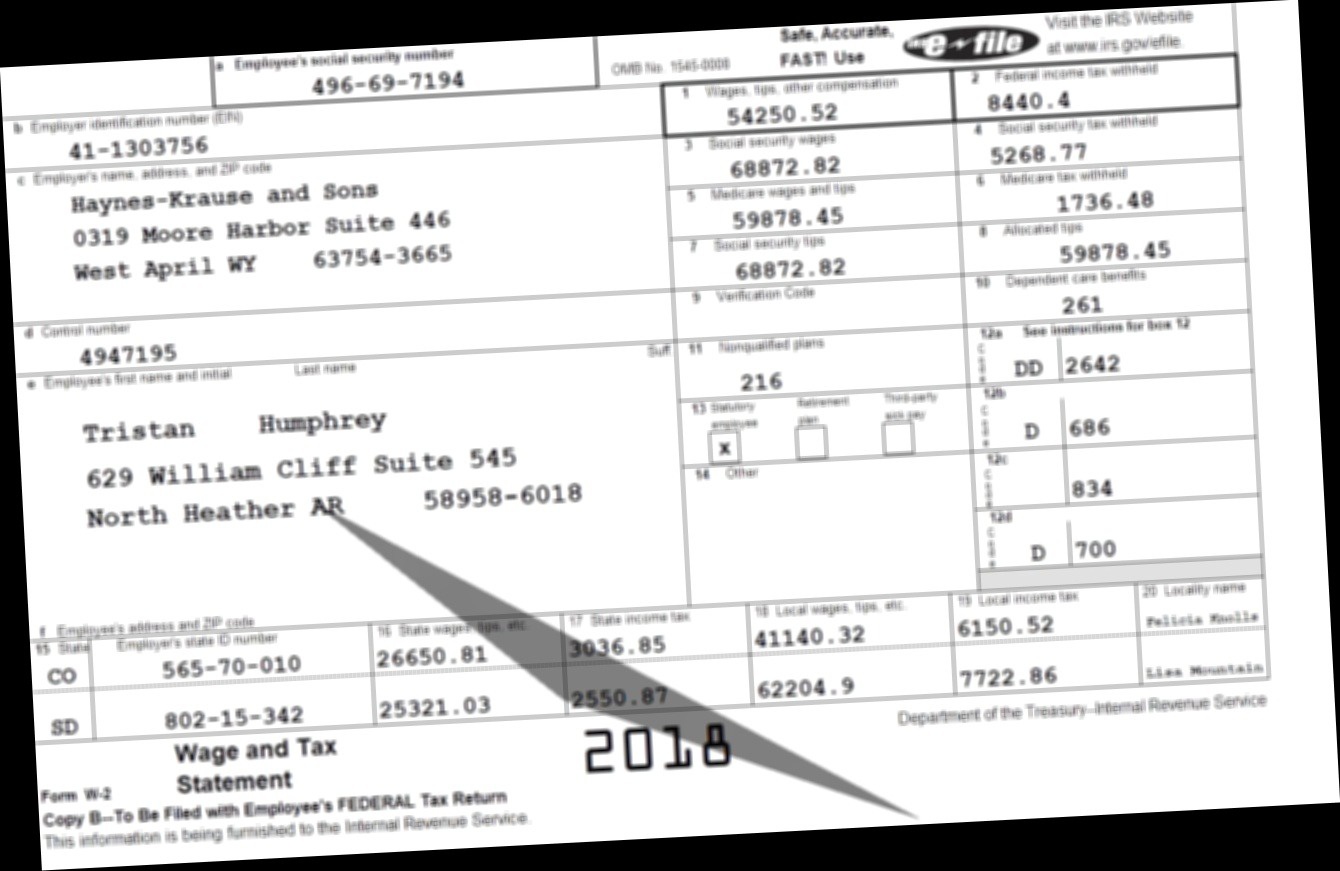 a Employee's social security number
496-69-7194
OMB No. 1545-0008
Safe, Accurate,
FAST! Use
e file
Visit the IRS Website
at www.irs.gov/efile.
b Employer identification number (EIN)
41-1303756
1 Wages, tips, other compensation
54250.52
2 Federal income tax withheld
8440.4
c Employer's name, address, and ZIP code
Haynes-Krause and Sons
0319 Moore Harbor Suite 446
West April WY 63754-3665
3 Social security wages
68872.82
4 Social security tax withheld
5268.77
5 Medicare wages and tips
59878.45
6 Medicare tax withheld
1736.48
7 Social security tips
68872.82
8 Allocated tips
59878.45
d Control number
4947195
9 Verification Code
10 Dependent care benefits
261
e Employee's first name and initial Last name Suff
Tristan Humphrey
629 William Cliff Suite 545
North Heather AR 58958-6018
11 Nonqualified plans
216
12a See instructions for box 12
Code
DD 2642
13 Statutory employee
Retirement plan
Third-party sick pay
x
12b
Code
D 686
14 Other
12c
Code
834
12d
Code
D 700
f Employee's address and ZIP code
15 State Employer's state ID number 16 State wages, tips, etc. 17 State income tax 18 Local wages, tips, etc. 19 Local income tax 20 Locality name
CO 565-70-010 26650.81 3036.85 41140.32 6150.52 Felicia Knolls
SD 802-15-342 25321.03 2550.87 62204.9 7722.86 Lisa Mountain
Form W-2
Wage and Tax
Statement
2018
Department of the Treasury--Internal Revenue Service
Copy B--To Be Filed with Employee's FEDERAL Tax Return
This information is being furnished to the Internal Revenue Service.